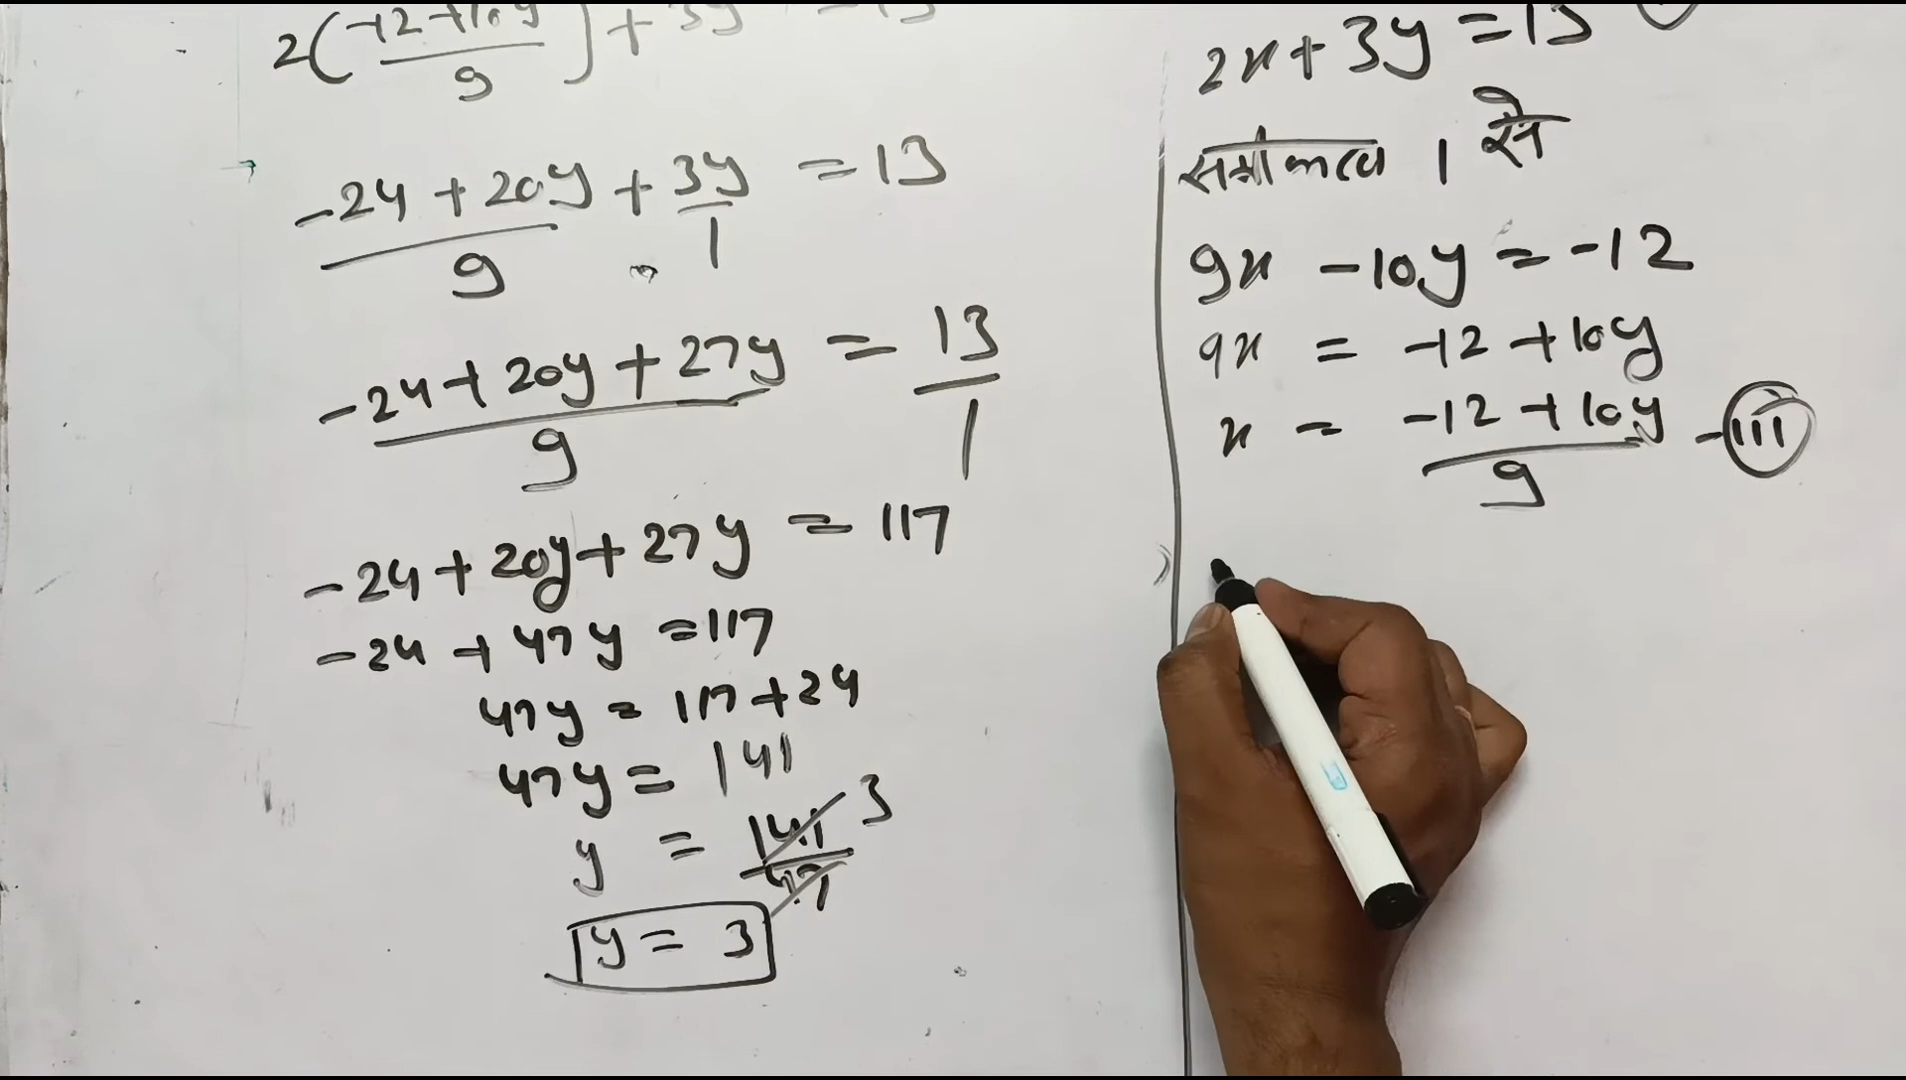 2(-12+10y/9)+3y = 13
-24+20y/9 + 3y/1 = 13
-24+20y+27y/9 = 13/1
-24+20y+27y = 117
-24+47y = 117
47y = 117+24
47y = 141
y = 141/47 3
y = 3
2x+3y = 13
समीकरण 1 से
9x - 10y = -12
9x = -12+10y
x = -12+10y/9 - iii